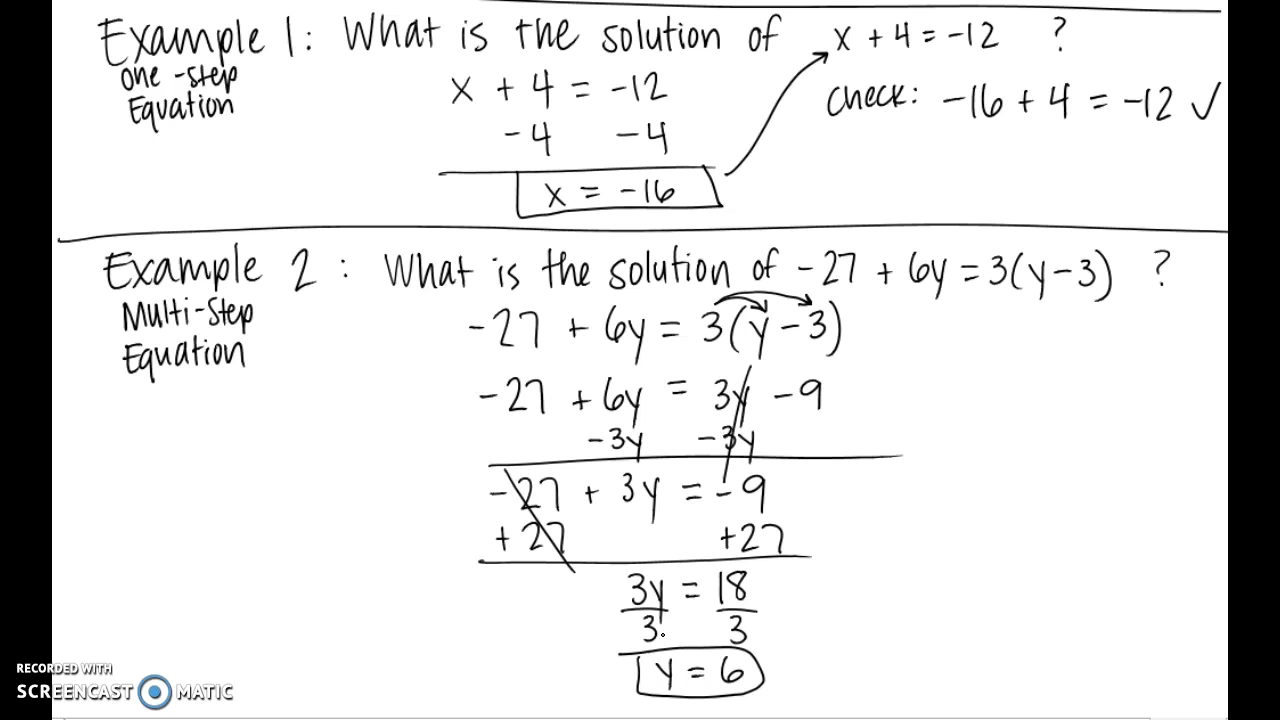 Example 1: What is the solution of x + 4 = -12 ?
one-step
Equation
x + 4 = -12
-4 -4
x = -16
check: -16 + 4 = -12 ✓
Example 2 : What is the solution of -27 + 6y = 3(y-3) ?
Multi-Step
Equation
-27 + 6y = 3(y-3)
-27 + 6y = 3y - 9
-3y -3y
-27 + 3y = -9
+27 +27
3y = 18
3 3
y = 6
RECORDED WITH
SCREENCAST MATIC